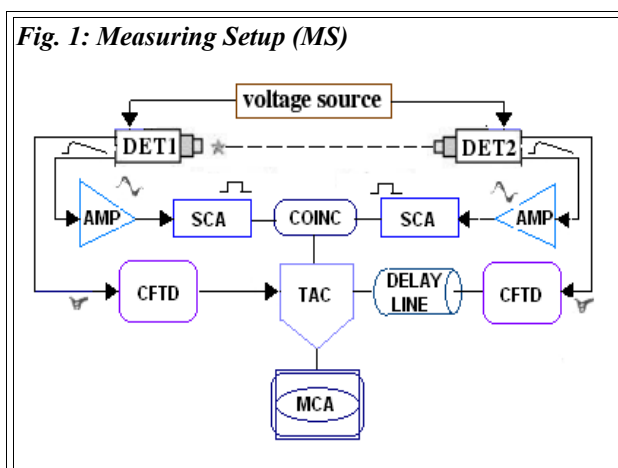 Fig. 1: Measuring Setup (MS)
voltage source
DET1
DET2
AMP
SCA
COINC
SCA
AMP
CFTD
TAC
DELAY
LINE
CFTD
MCA